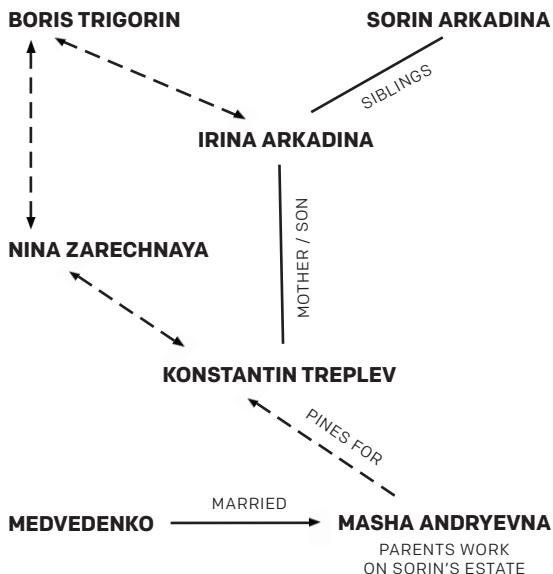 BORIS TRIGORIN
SORIN ARKADINA
SIBLINGS
IRINA ARKADINA
MOTHER / SON
NINA ZARECHNAYA
KONSTANTIN TREPLEV
PINES FOR
MARRIED
MEDVEDENKO
MASHA ANDRYEVNA
PARENTS WORK
ON SORIN'S ESTATE